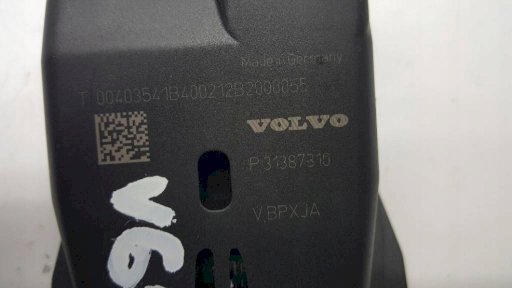 Made in Germany
T 00403541B400212B2000055
VOLVO
P.31387310
V.BPXJA
V6